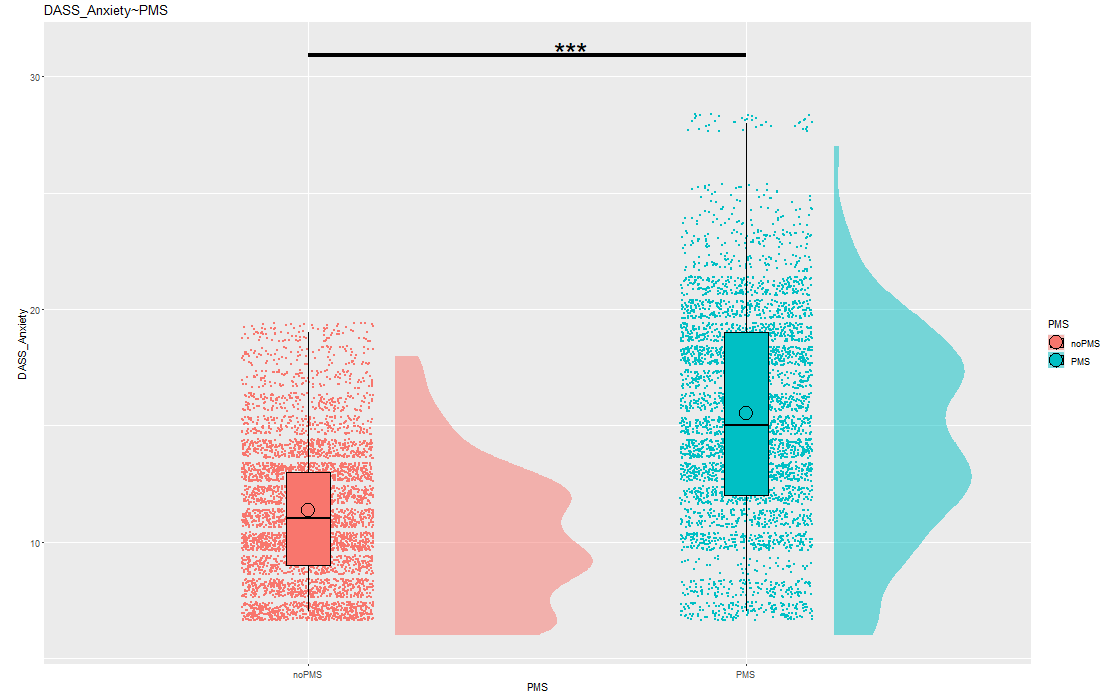 DASS_Anxiety~PMS
***
30
20
10
DASS_Anxiety
noPMS
PMS
PMS
PMS
noPMS
PMS